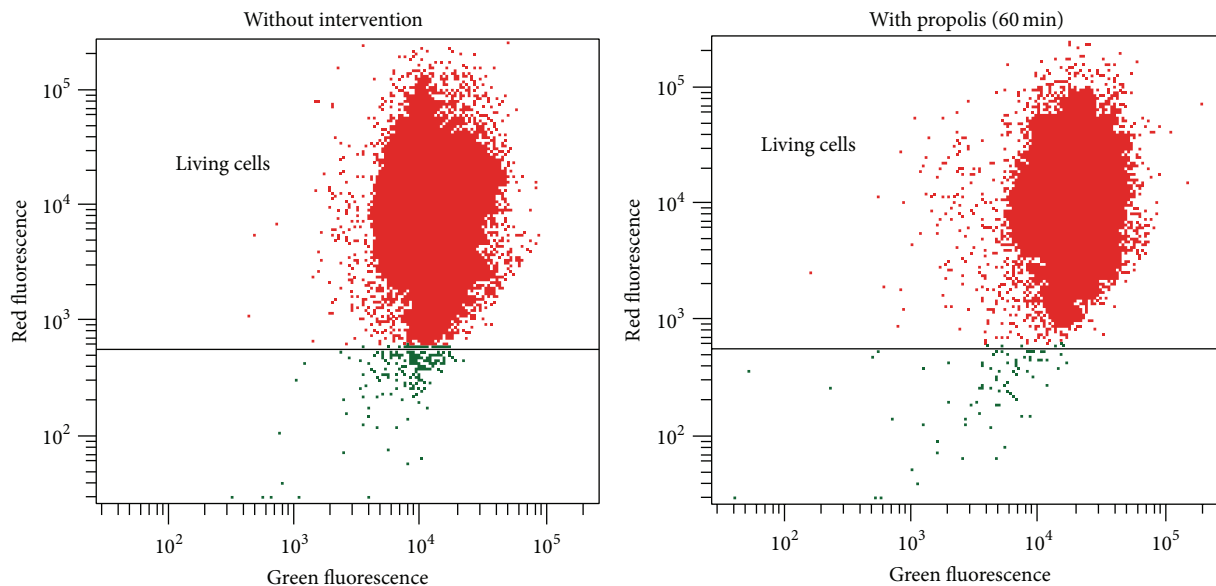 Without intervention
10⁵
10⁴
10³
10²
Red fluorescence
Living cells
10² 10³ 10⁴ 10⁵
Green fluorescence
With propolis (60 min)
10⁵
10⁴
10³
10²
Red fluorescence
Living cells
10² 10³ 10⁴ 10⁵
Green fluorescence